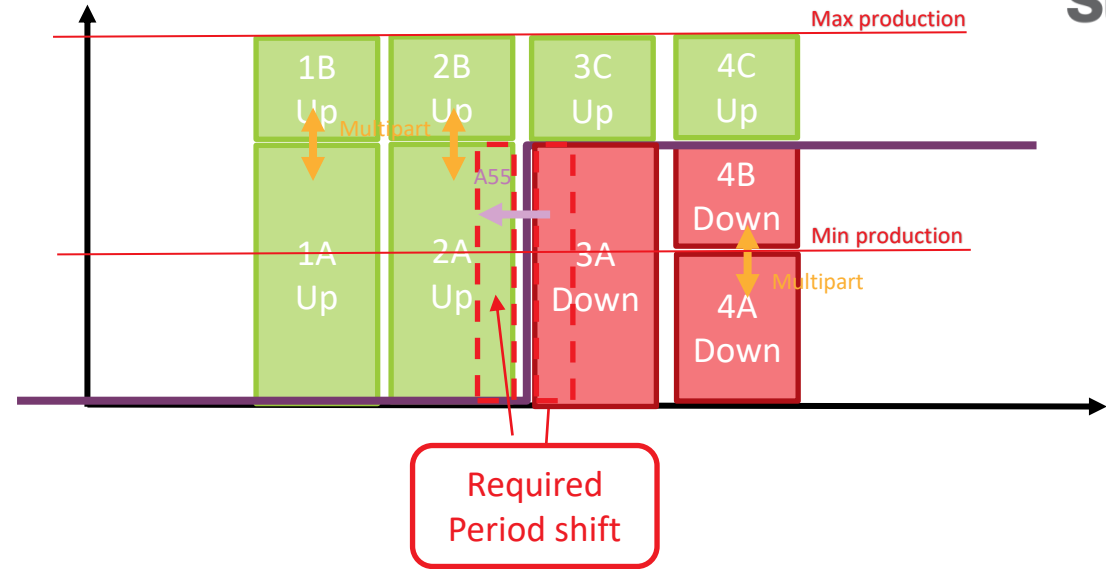 Max production
1B
Up
2B
Up
3C
Up
4C
Up
Multipart
A55
4B
Down
Min production
1A
Up
2A
Up
3A
Down
Multipart
4A
Down
Required
Period shift